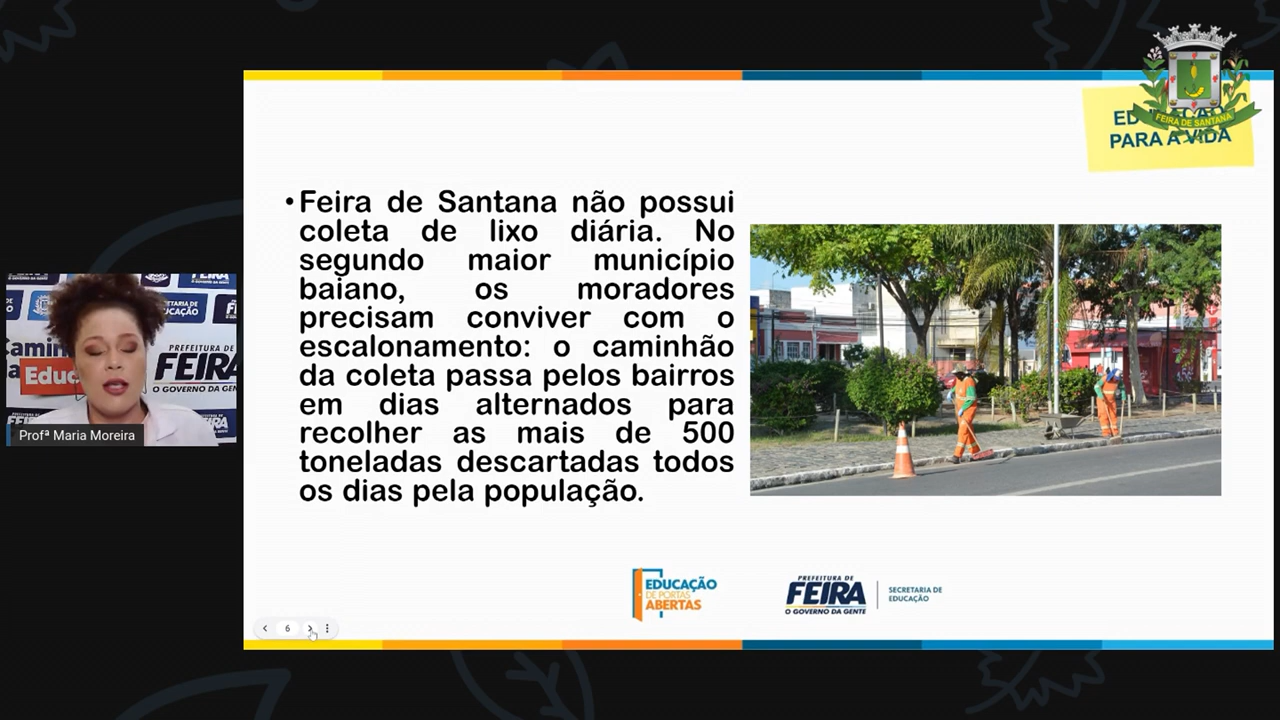 EDUCAÇÃO
PARA A VIDA
FEIRA DE SANTANA
• Feira de Santana não possui
coleta de lixo diária. No
segundo maior município
baiano, os moradores
precisam conviver com o
escalonamento: o caminhão
da coleta passa pelos bairros
em dias alternados para
recolher as mais de 500
toneladas descartadas todos
os dias pela população.
FEIRA
SECRETARIA DE
EDUCAÇÃO
PREFEITURA DE
FEIRA
O GOVERNO DA GENTE
Profª Maria Moreira
EDUCAÇÃO
DE PORTAS
ABERTAS
PREFEITURA DE
FEIRA
O GOVERNO DA GENTE
SECRETARIA DE
EDUCAÇÃO
6